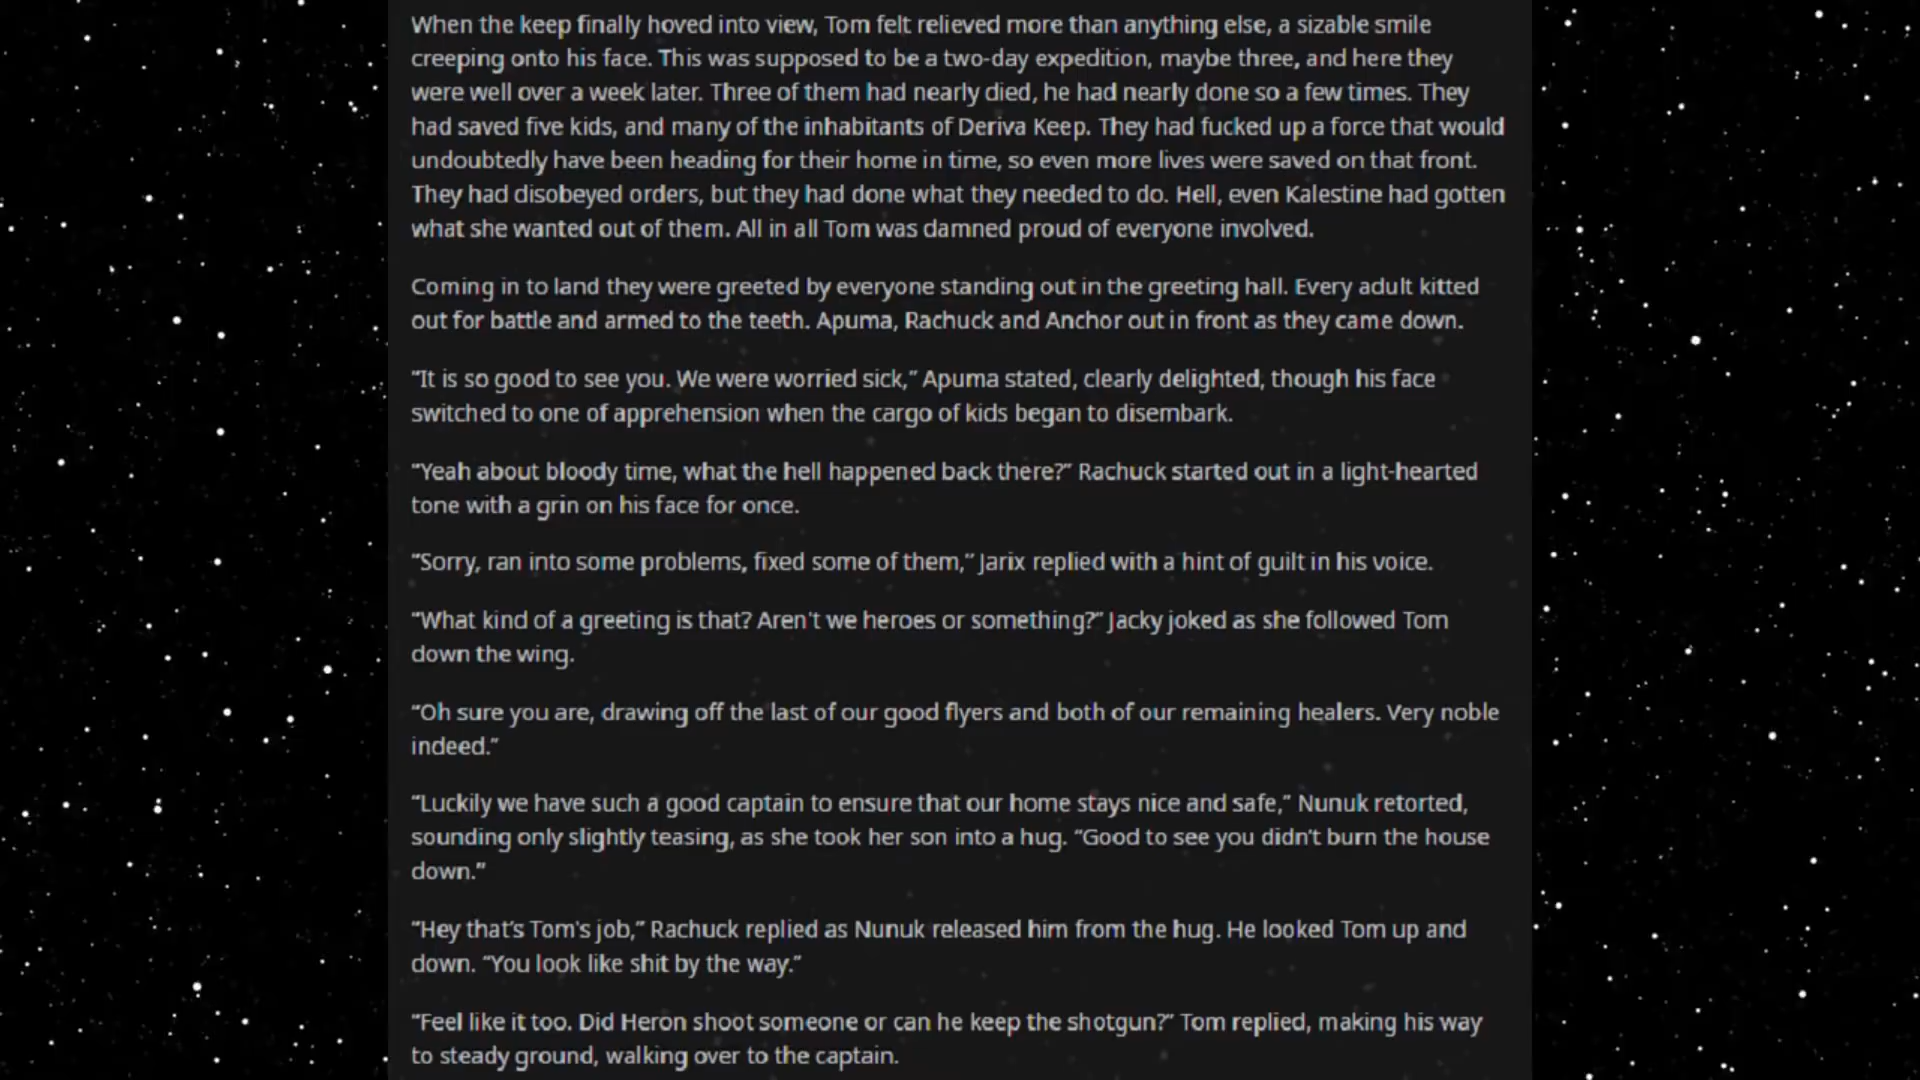 When the keep finally hoved into view, Tom felt relieved more than anything else, a sizable smile
creeping onto his face. This was supposed to be a two-day expedition, maybe three, and here they
were well over a week later. Three of them had nearly died, he had nearly done so a few times. They
had saved five kids, and many of the inhabitants of Deriva Keep. They had fucked up a force that would
undoubtedly have been heading for their home in time, so even more lives were saved on that front.
They had disobeyed orders, but they had done what they needed to do. Hell, even Kalestine had gotten
what she wanted out of them. All in all Tom was damned proud of everyone involved.
Coming in to land they were greeted by everyone standing out in the greeting hall. Every adult kitted
out for battle and armed to the teeth. Apuma, Rachuck and Anchor out in front as they came down.
“It is so good to see you. We were worried sick,” Apuma stated, clearly delighted, though his face
switched to one of apprehension when the cargo of kids began to disembark.
“Yeah about bloody time, what the hell happened back there?” Rachuck started out in a light-hearted
tone with a grin on his face for once.
“Sorry, ran into some problems, fixed some of them,” Jarix replied with a hint of guilt in his voice.
“What kind of a greeting is that? Aren't we heroes or something?” Jacky joked as she followed Tom
down the wing.
“Oh sure you are, drawing off the last of our good flyers and both of our remaining healers. Very noble
indeed.”
“Luckily we have such a good captain to ensure that our home stays nice and safe,” Nunuk retorted,
sounding only slightly teasing, as she took her son into a hug. “Good to see you didn’t burn the house
down.”
“Hey that’s Tom's job,” Rachuck replied as Nunuk released him from the hug. He looked Tom up and
down. “You look like shit by the way.”
“Feel like it too. Did Heron shoot someone or can he keep the shotgun?” Tom replied, making his way
to steady ground, walking over to the captain.